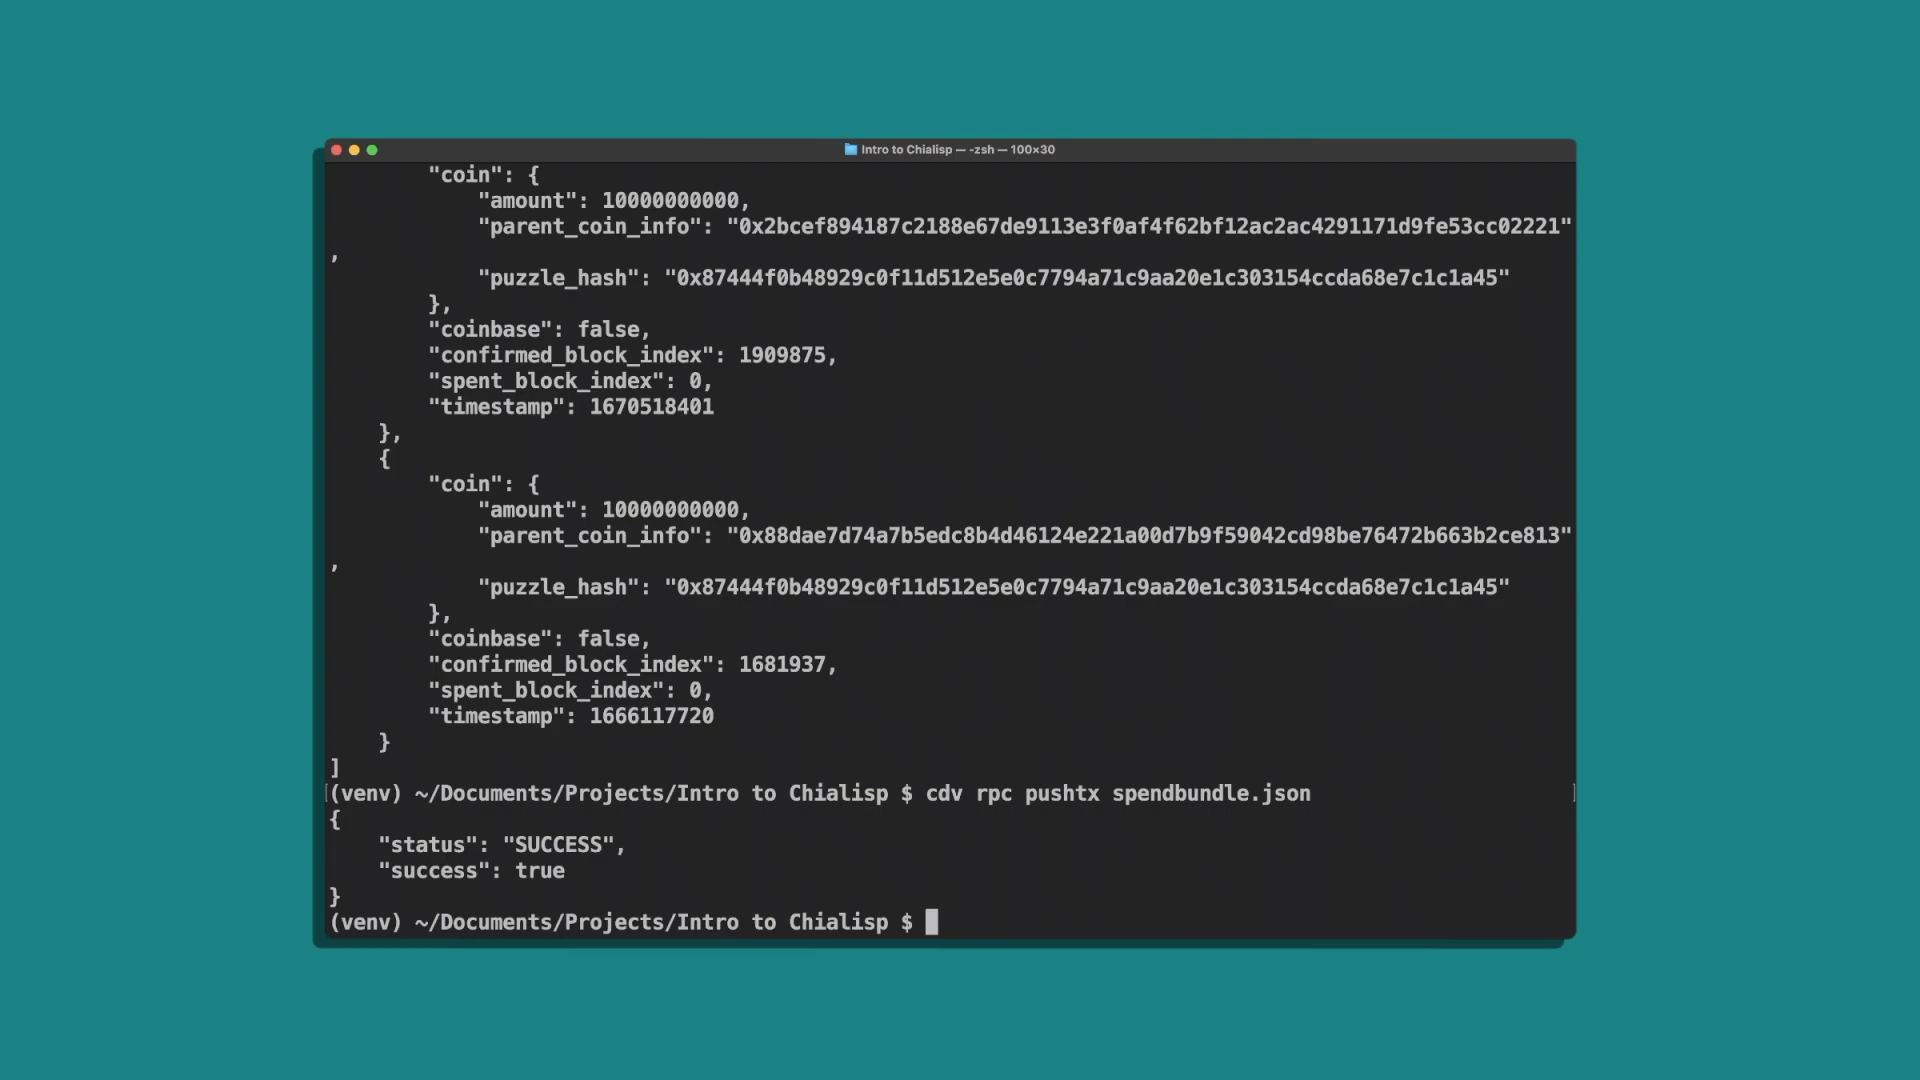 Intro to Chialisp — -zsh — 100×30
"coin": {
"amount": 10000000000,
"parent_coin_info": "0x2bcef894187c2188e67de9113e3f0af4f62bf12ac2ac4291171d9fe53cc02221"
,
"puzzle_hash": "0x87444f0b48929c0f11d512e5e0c7794a71c9aa20e1c303154ccda68e7c1c1a45"
},
"coinbase": false,
"confirmed_block_index": 1909875,
"spent_block_index": 0,
"timestamp": 1670518401
},
{
"coin": {
"amount": 10000000000,
"parent_coin_info": "0x88dae7d74a7b5edc8b4d46124e221a00d7b9f59042cd98be76472b663b2ce813"
,
"puzzle_hash": "0x87444f0b48929c0f11d512e5e0c7794a71c9aa20e1c303154ccda68e7c1c1a45"
},
"coinbase": false,
"confirmed_block_index": 1681937,
"spent_block_index": 0,
"timestamp": 1666117720
}
]
(venv) ~/Documents/Projects/Intro to Chialisp $ cdv rpc pushtx spendbundle.json
{
"status": "SUCCESS",
"success": true
}
(venv) ~/Documents/Projects/Intro to Chialisp $